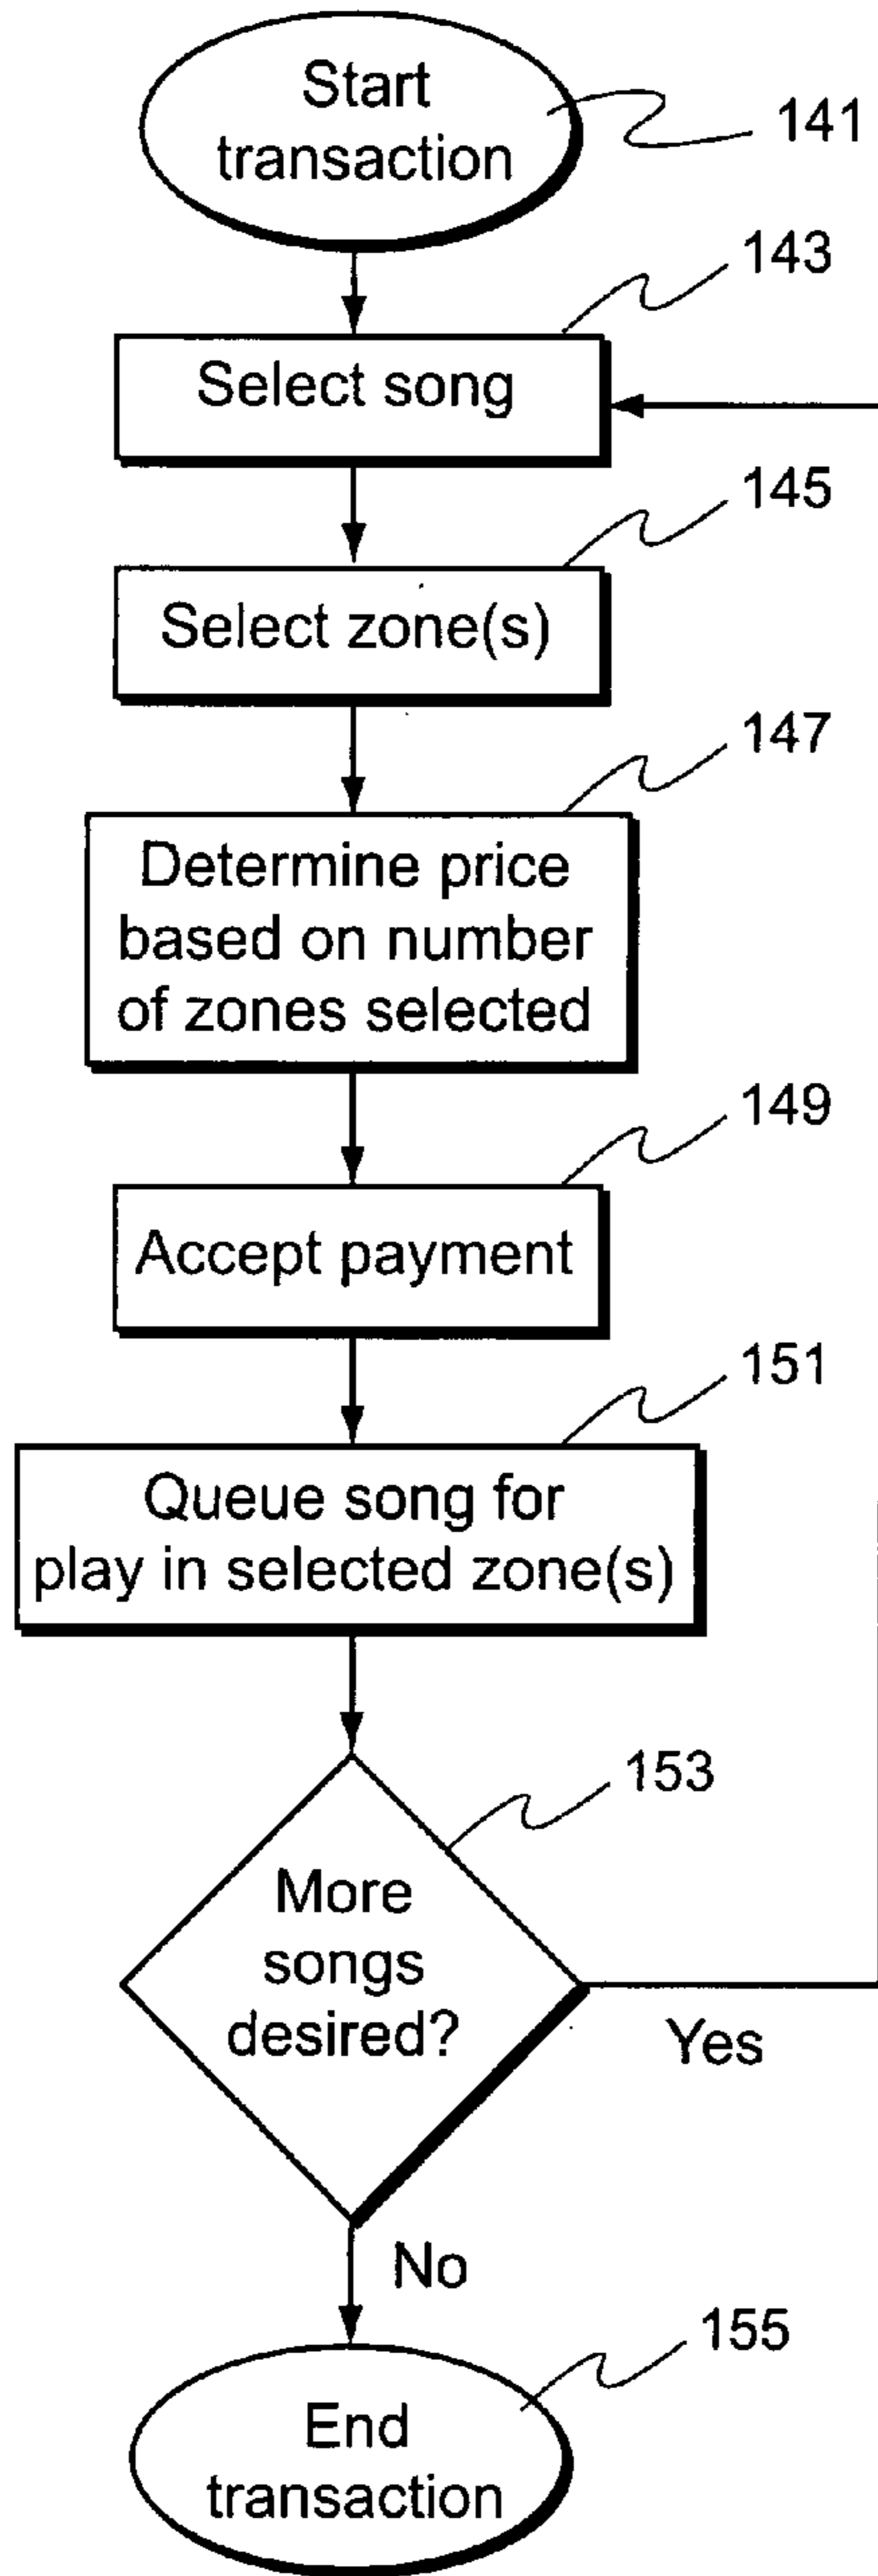 Start
transaction
141
143
Select song
145
Select zone(s)
147
Determine price
based on number
of zones selected
149
Accept payment
151
Queue song for
play in selected zone(s)
153
More
songs
desired?
Yes
No
155
End
transaction